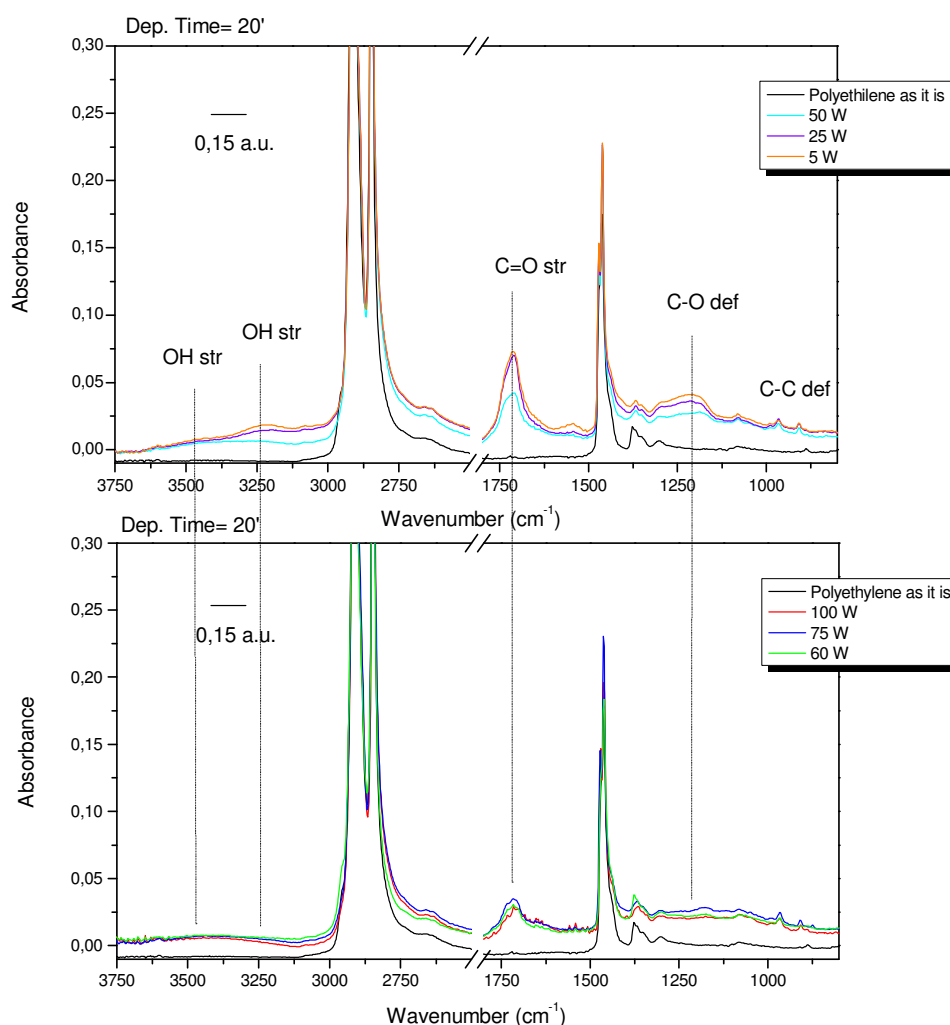 Dep. Time= 20'
0,30
0,25
0,20
0,15
0,10
0,05
0,00
Absorbance
0,15 a.u.
OH str
OH str
C=O str
C-O def
C-C def
Polyethilene as it is
50 W
25 W
5 W
3750 3500 3250 3000 2750 1750 1500 1250 1000
Wavenumber (cm-1)
Dep. Time= 20'
0,30
0,25
0,20
0,15
0,10
0,05
0,00
Absorbance
0,15 a.u.
Polyethylene as it is
100 W
75 W
60 W
3750 3500 3250 3000 2750 1750 1500 1250 1000
Wavenumber (cm-1)